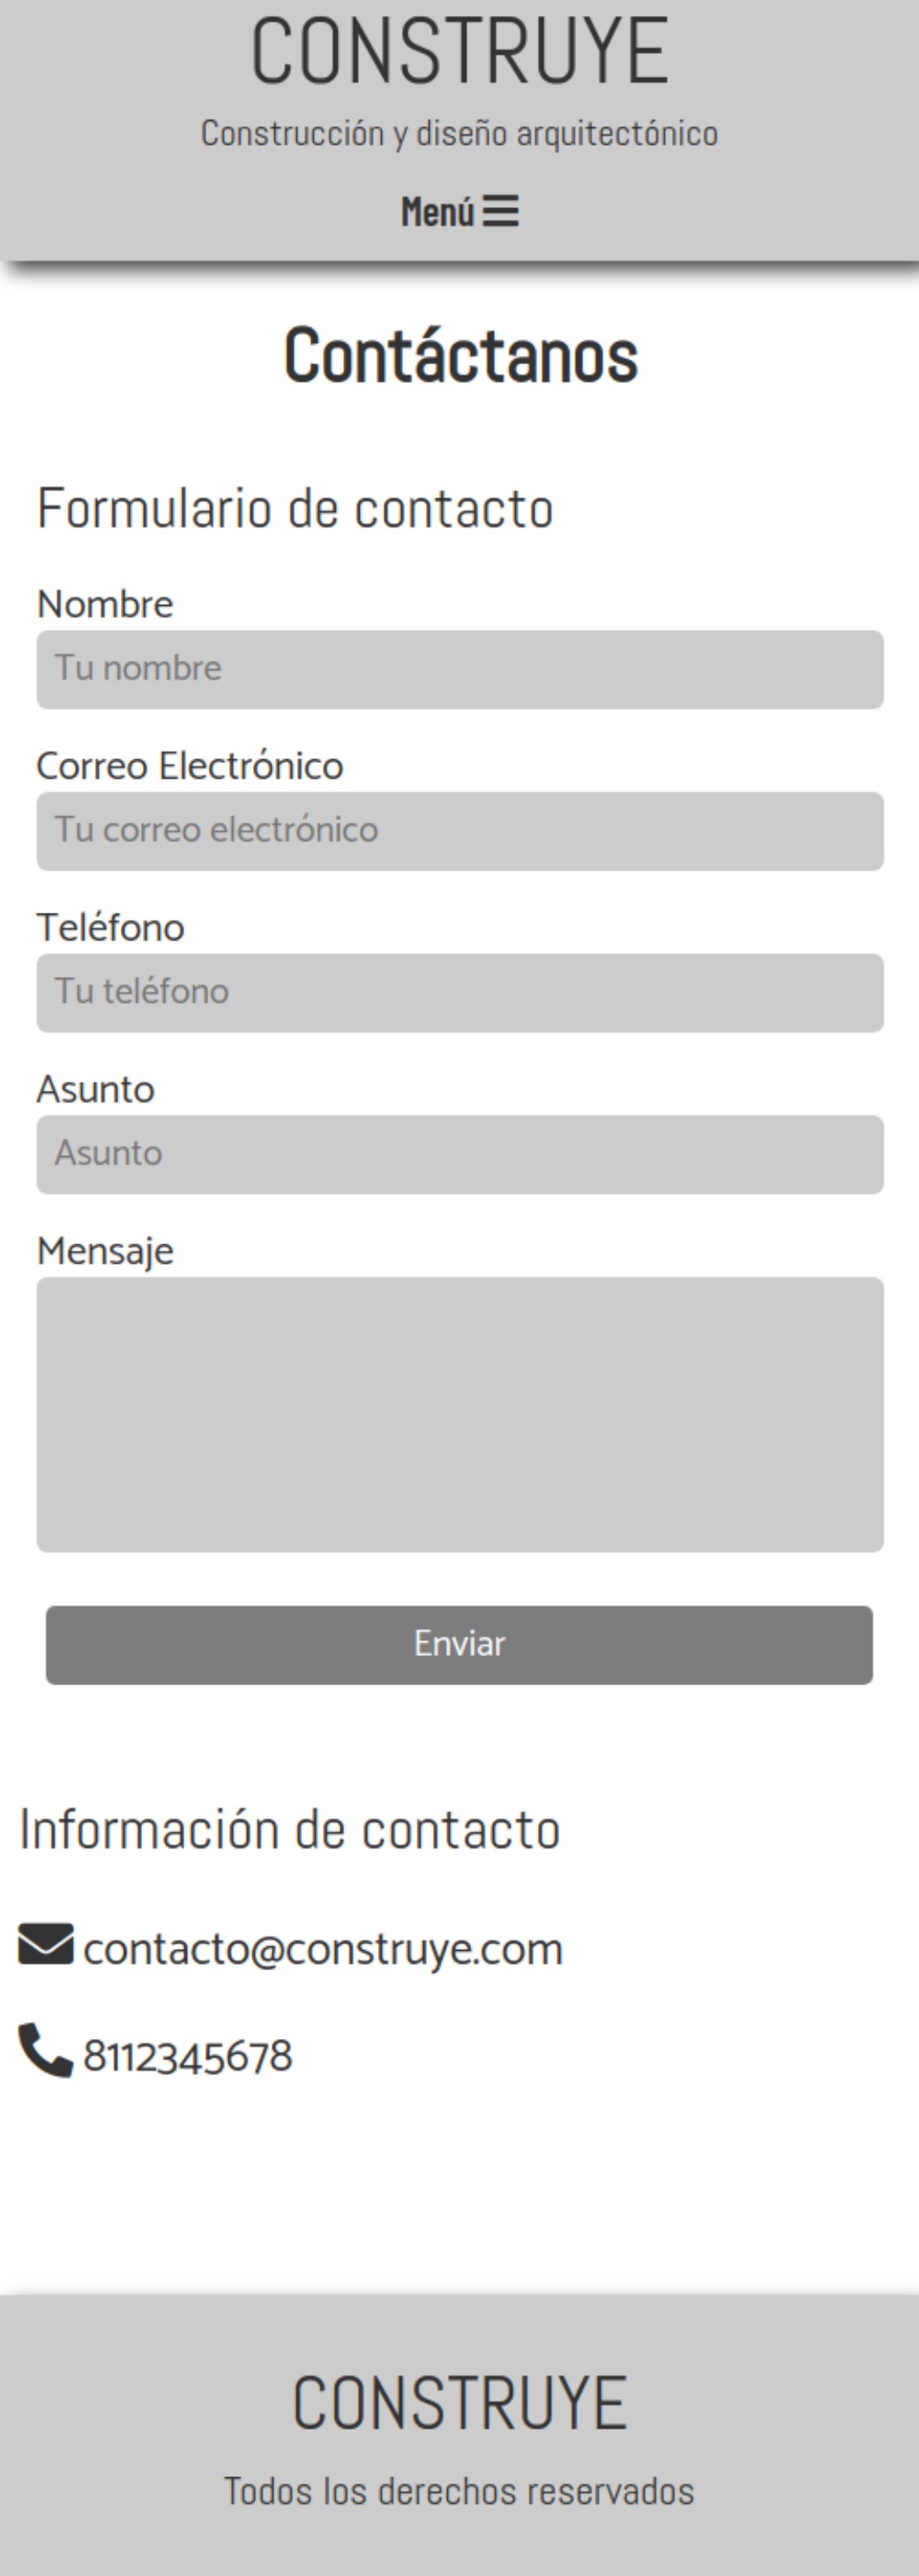 CONSTRUYE
Construcción y diseño arquitectónico
Menú
Contáctanos
Formulario de contacto
Nombre
Tu nombre
Correo Electrónico
Tu correo electrónico
Teléfono
Tu teléfono
Asunto
Asunto
Mensaje
Enviar
Información de contacto
contacto@construye.com
8112345678
CONSTRUYE
Todos los derechos reservados